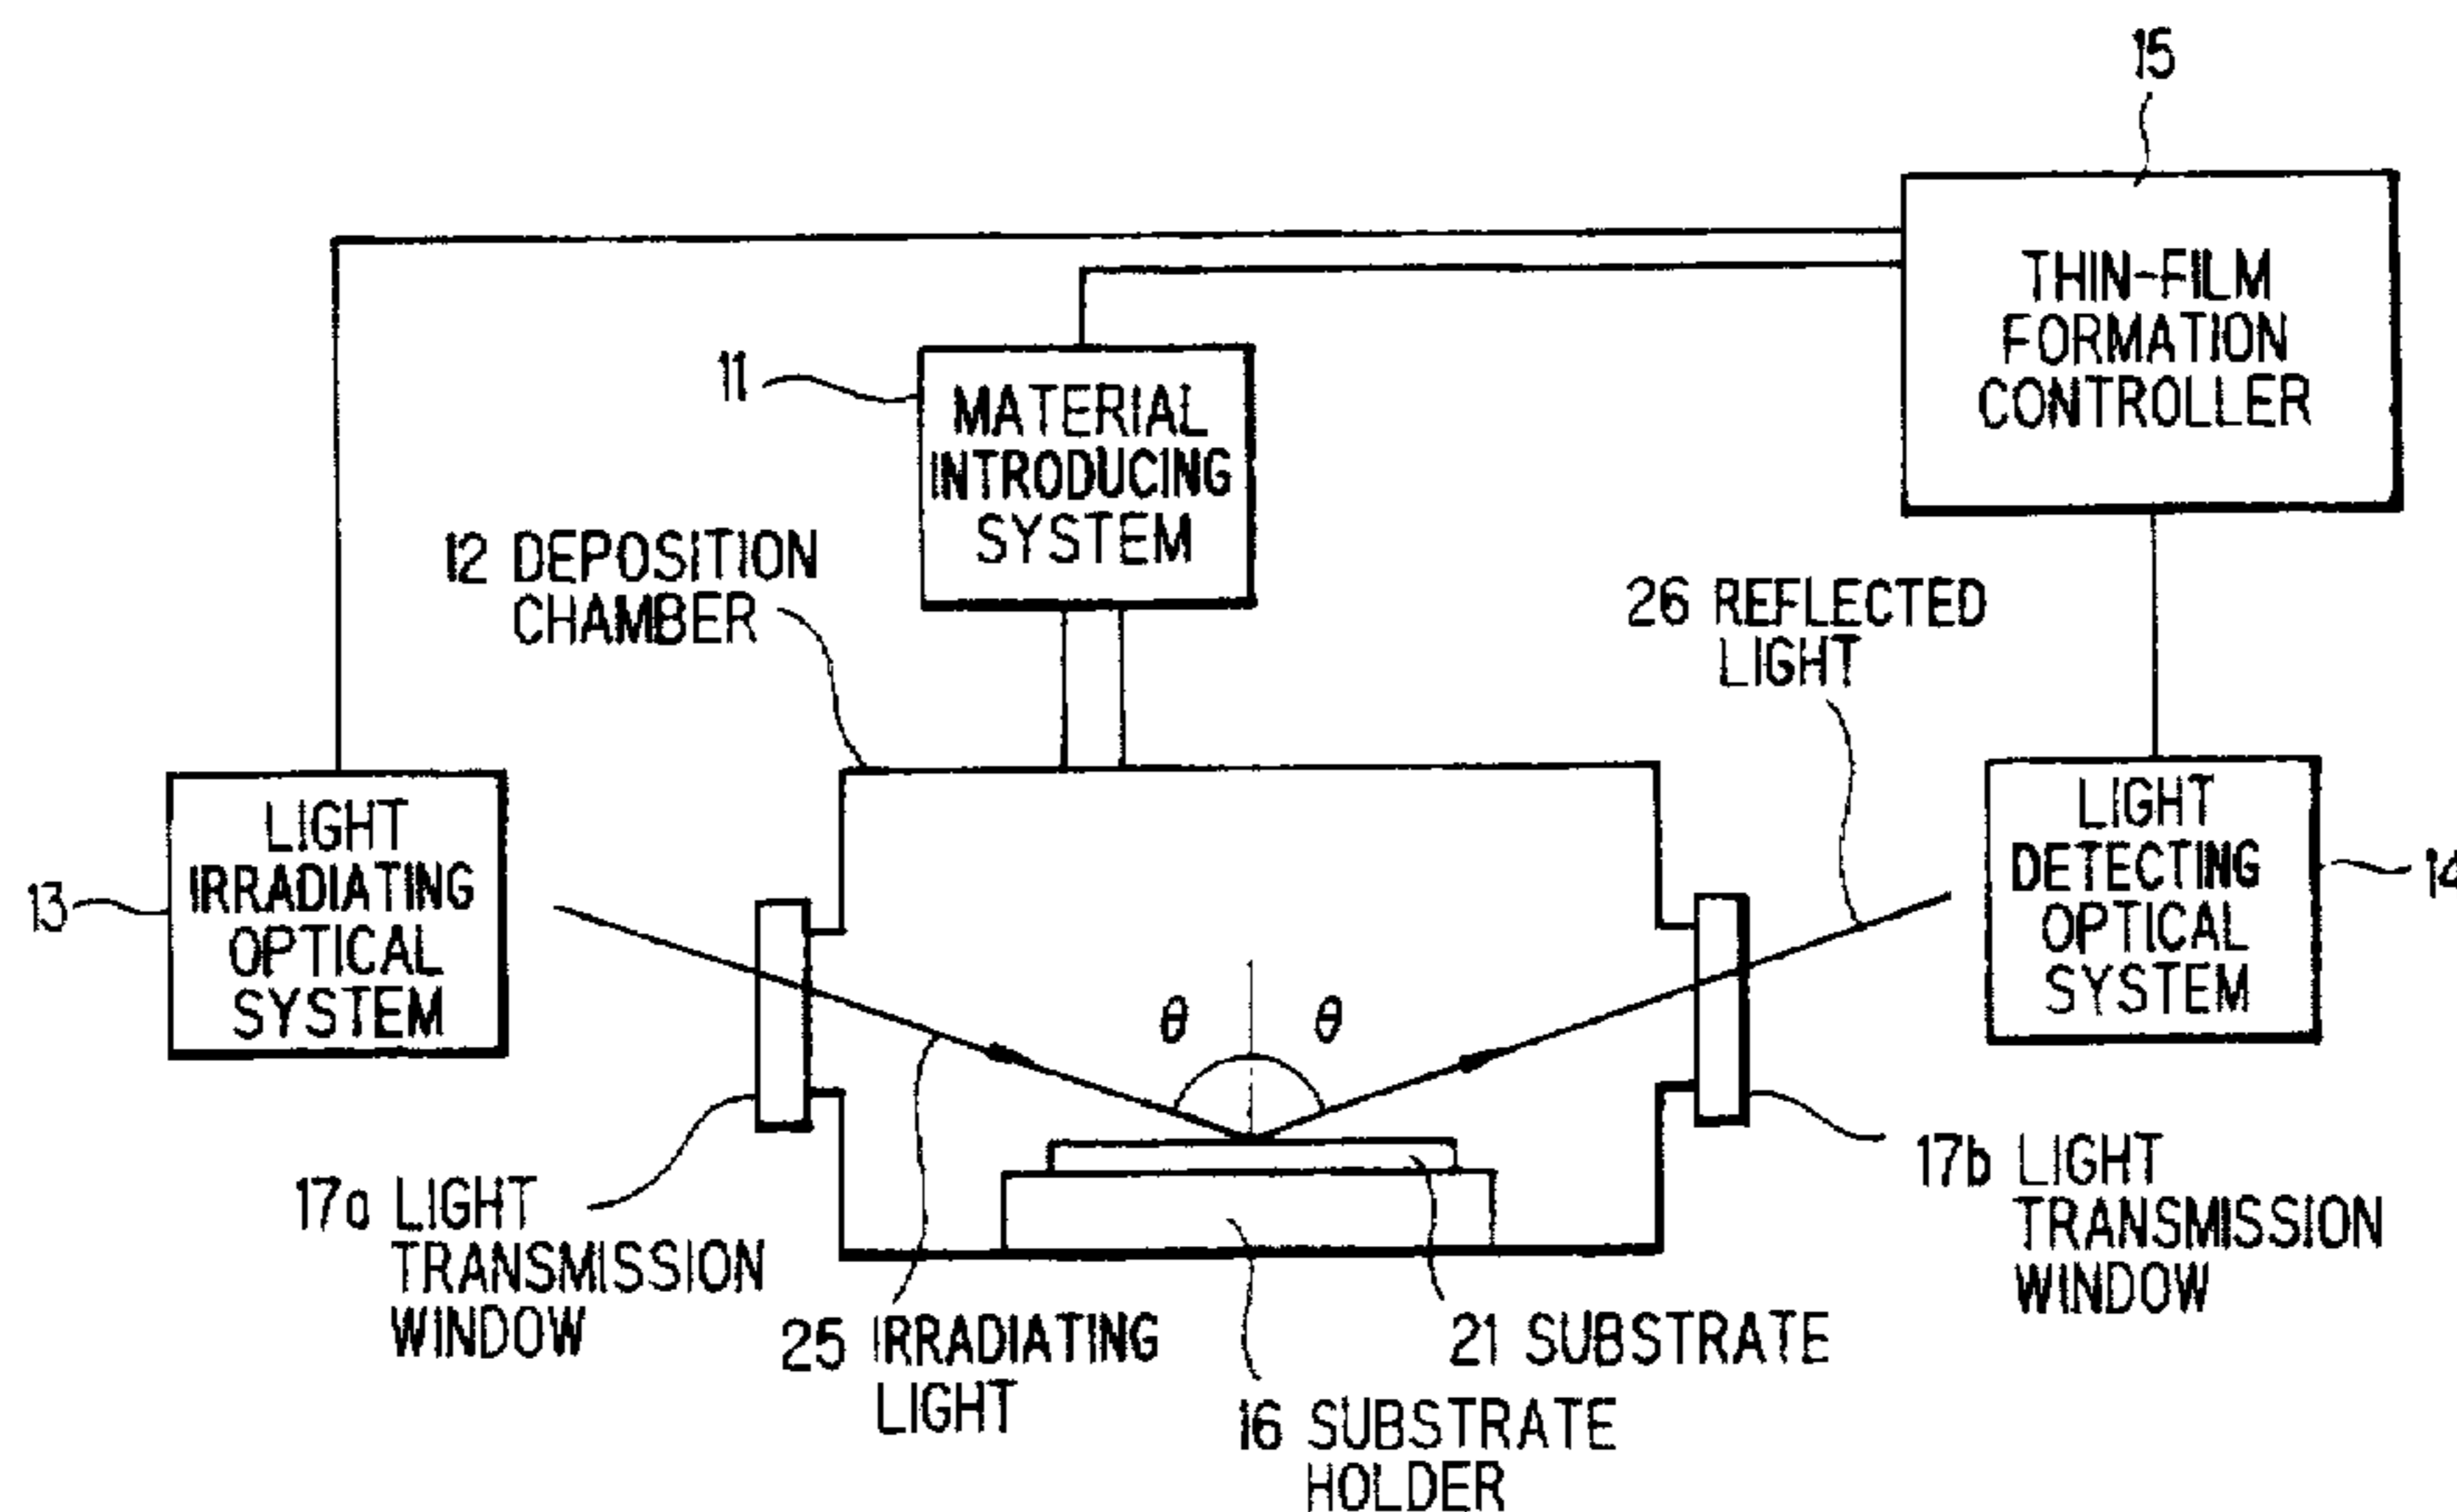 15
THIN-FILM
FORMATION
CONTROLLER
11
MATERIAL
INTRODUCING
SYSTEM
12 DEPOSITION
CHAMBER
26 REFLECTED
LIGHT
13
LIGHT
IRRADIATING
OPTICAL
SYSTEM
LIGHT
DETECTING
OPTICAL
SYSTEM
14
θ θ
17a LIGHT
TRANSMISSION
WINDOW
17b LIGHT
TRANSMISSION
WINDOW
25 IRRADIATING
LIGHT
21 SUBSTRATE
16 SUBSTRATE
HOLDER